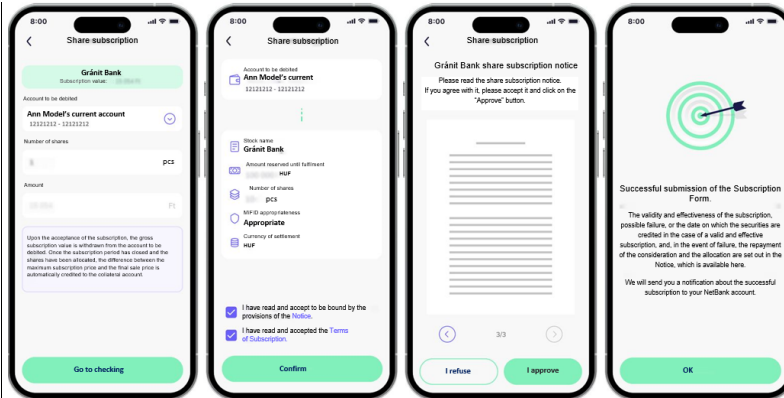 8:00
Share subscription
Gránit Bank
Subscription value:
Account to be debited
Ann Model's current account
12121212 - 12121212
Number of shares
pcs
Amount
Ft
Upon the acceptance of the subscription, the gross
subscription value is withdrawn from the account to be
debited. Once the subscription period has closed and the
shares have been allocated, the difference between the
maximum subscription price and the final sale price is
automatically credited to the collateral account.
Go to checking
8:00
Share subscription
Account to be debited
Ann Model's current
12121212 - 12121212
Stock name
Gránit Bank
Amount reserved until fulfilment
HUF
Number of shares
pcs
MiFID appropriateness
Appropriate
Currency of settlement
HUF
I have read and accept to be bound by the
provisions of the Notice.
I have read and accepted the Terms
of Subscription.
Confirm
8:00
Share subscription
Gránit Bank share subscription notice
Please read the share subscription notice.
If you agree with it, please accept it and click on the
"Approve" button.
3/3
I refuse
I approve
8:00
Successful submission of the Subscription
Form.
The validity and effectiveness of the subscription,
possible failure, or the date on which the securities are
credited in the case of a valid and effective
subscription, and, in the event of failure, the repayment
of the consideration and the allocation are set out in the
Notice, which is available here.
We will send you a notification about the successful
subscription to your NetBank account.
OK